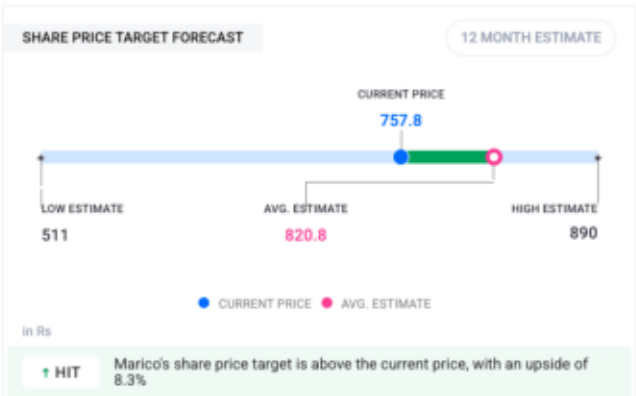 SHARE PRICE TARGET FORECAST
12 MONTH ESTIMATE
CURRENT PRICE
757.8
LOW ESTIMATE
AVG. ESTIMATE
HIGH ESTIMATE
511
820.8
890
CURRENT PRICE
AVG. ESTIMATE
in Rs
↑ HIT
Marico's share price target is above the current price, with an upside of
8.3%